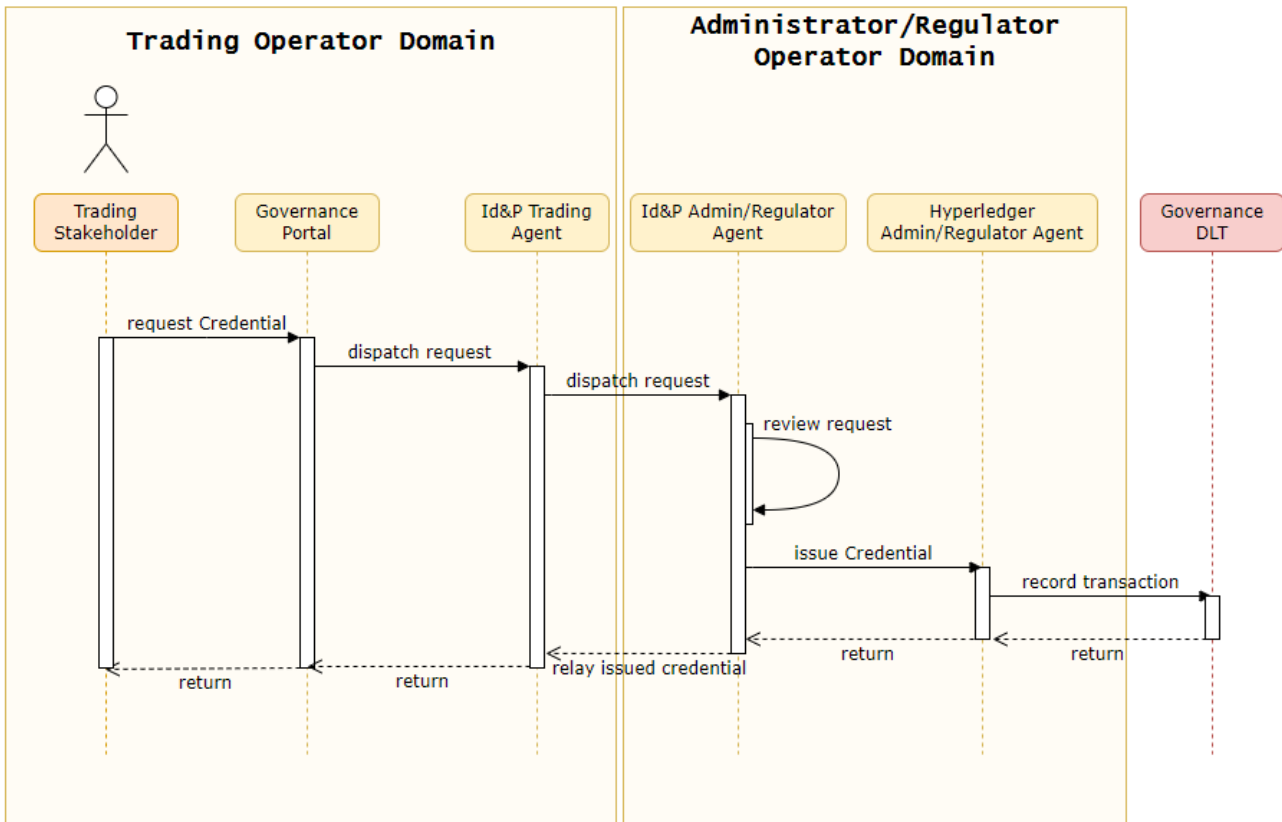 Trading Operator Domain
Administrator/Regulator
Operator Domain
Trading
Stakeholder
Governance
Portal
Id&P Trading
Agent
Id&P Admin/Regulator
Agent
Hyperledger
Admin/Regulator Agent
Governance
DLT
request Credential
dispatch request
dispatch request
review request
issue Credential
record transaction
return
return
relay issued credential
return
return